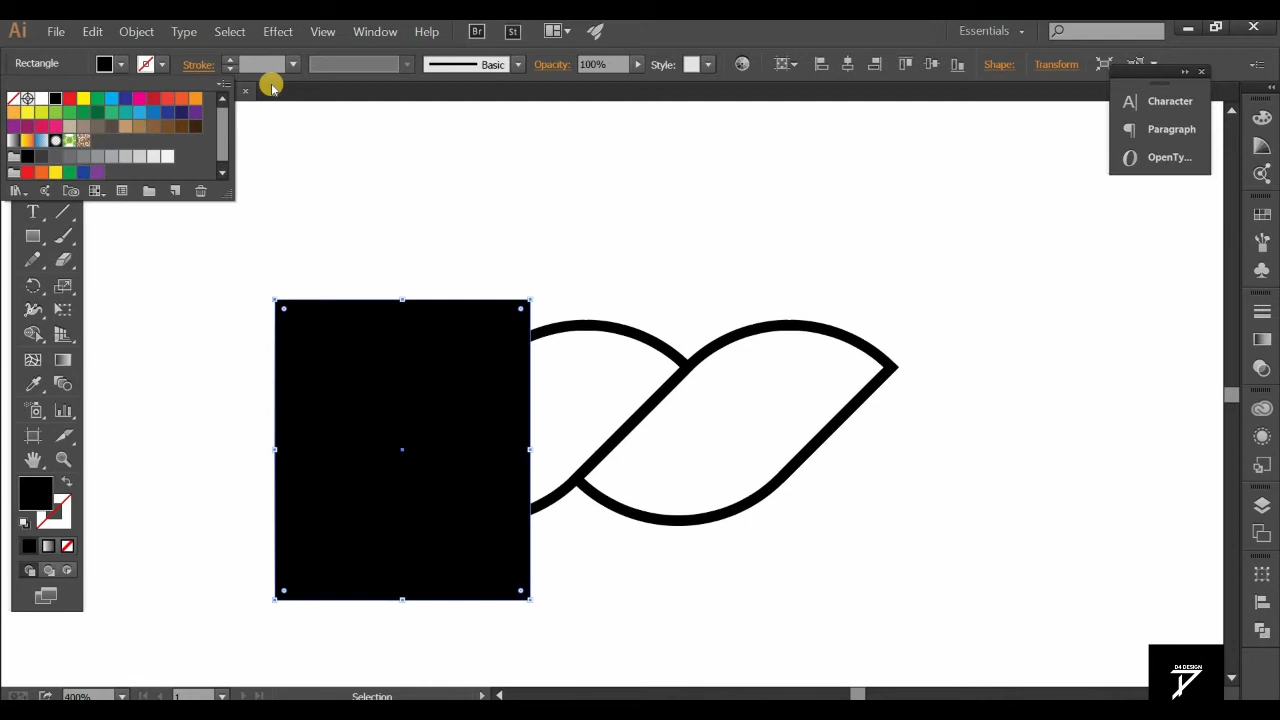 Ai File Edit Object Type Select Effect View Window Help Br St Essentials
Rectangle Stroke: Basic Opacity: 100% Style: Shape: Transform
Character
Paragraph
OpenTy...
T
400% 1 Selection
D4 DESIGN